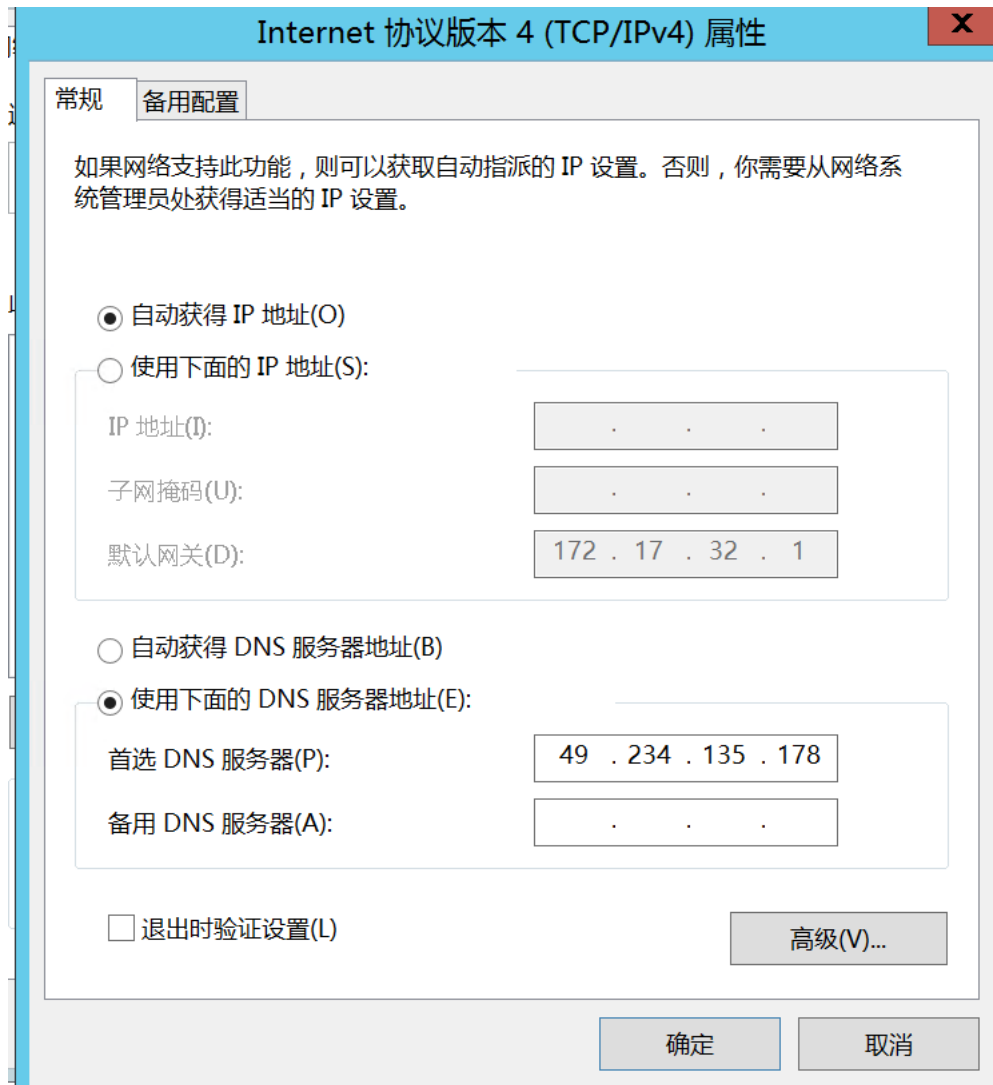 Internet 协议版本 4 (TCP/IPv4) 属性
X
常规
备用配置
如果网络支持此功能，则可以获取自动指派的 IP 设置。否则，你需要从网络系
统管理员处获得适当的 IP 设置。
自动获得 IP 地址(O)
使用下面的 IP 地址(S):
IP 地址(I): . . .
子网掩码(U): . . .
默认网关(D): 172 . 17 . 32 . 1
自动获得 DNS 服务器地址(B)
使用下面的 DNS 服务器地址(E):
首选 DNS 服务器(P): 49 . 234 . 135 . 178
备用 DNS 服务器(A): . . .
退出时验证设置(L)
高级(V)...
确定
取消